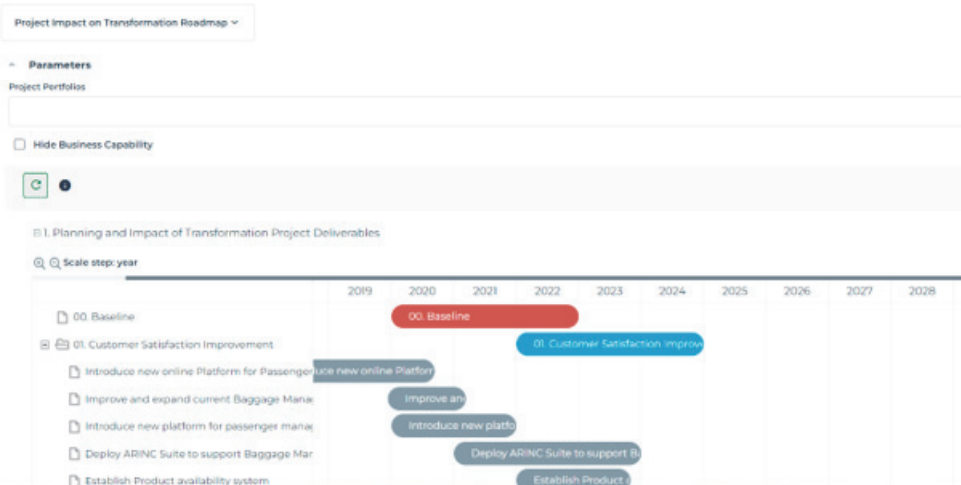 Project Impact on Transformation Roadmap
Parameters
Project Portfolios
Hide Business Capability
1. Planning and Impact of Transformation Project Deliverables
Scale step: year
2019 2020 2021 2022 2023 2024 2025 2026 2027 2028
00. Baseline 00. Baseline
01. Customer Satisfaction Improvement 01. Customer Satisfaction Improv
Introduce new online Platform for Passenger uce new online Platforr
Improve and expand current Baggage Mana Improve an
Introduce new platform for passenger mana Introduce new platfo
Deploy ARINC Suite to support Baggage Mar Deploy ARINC Suite to support B
Establish Product availability system Establish Product